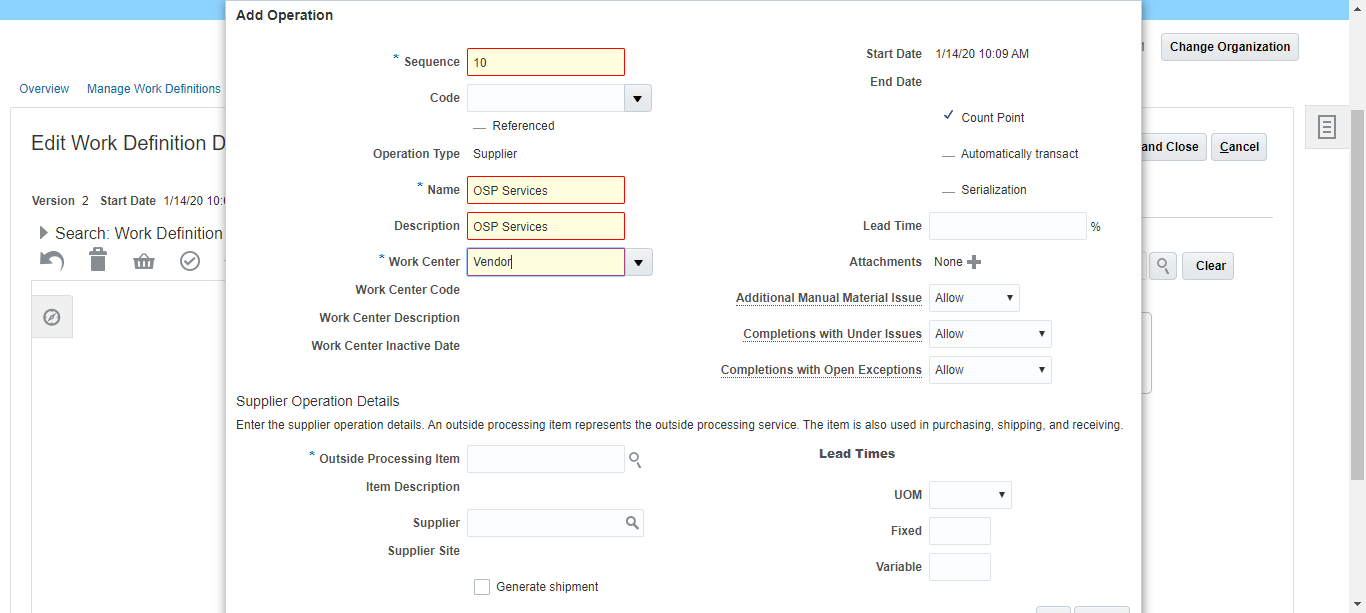 Add Operation
* Sequence 10
Code
Referenced
Operation Type Supplier
* Name OSP Services
Description OSP Services
* Work Center Vendor
Work Center Code
Work Center Description
Work Center Inactive Date
Start Date 1/14/20 10:09 AM
End Date
Count Point
Automatically transact
Serialization
Lead Time %
Attachments None
Additional Manual Material Issue Allow
Completions with Under Issues Allow
Completions with Open Exceptions Allow
Supplier Operation Details
Enter the supplier operation details. An outside processing item represents the outside processing service. The item is also used in purchasing, shipping, and receiving.
* Outside Processing Item
Item Description
Supplier
Supplier Site
Generate shipment
Lead Times
UOM
Fixed
Variable
Change Organization
Overview Manage Work Definitions
Edit Work Definition D
and Close Cancel
Version 2 Start Date 1/14/20 10:
Search: Work Definition
Clear